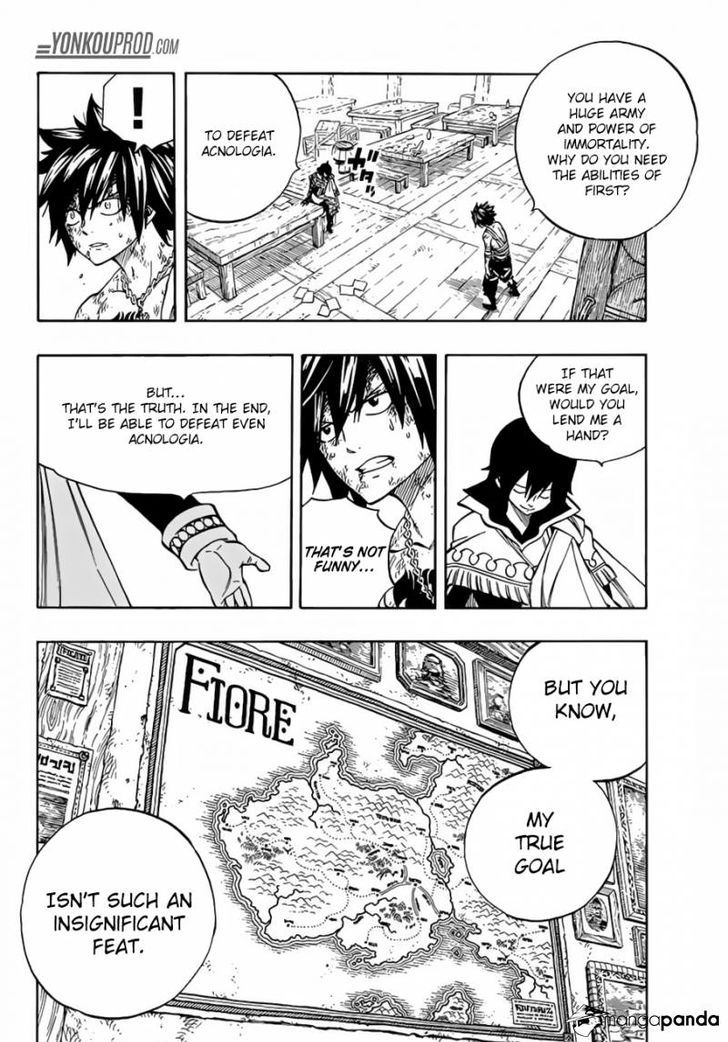 =YONKOUPROD.COM
YOU HAVE A
HUGE ARMY
AND POWER OF
IMMORTALITY.
WHY DO YOU NEED
THE ABILITIES OF
FIRST?
TO DEFEAT
ACNOLOGIA.
!
IF THAT
WERE MY GOAL,
WOULD YOU
LEND ME A
HAND?
THAT'S NOT
FUNNY...
BUT...
THAT'S THE TRUTH. IN THE END,
I'LL BE ABLE TO DEFEAT EVEN
ACNOLOGIA.
FIORE
BUT YOU
KNOW,
MY
TRUE
GOAL
ISN'T SUCH AN
INSIGNIFICANT
FEAT.
mangapanda